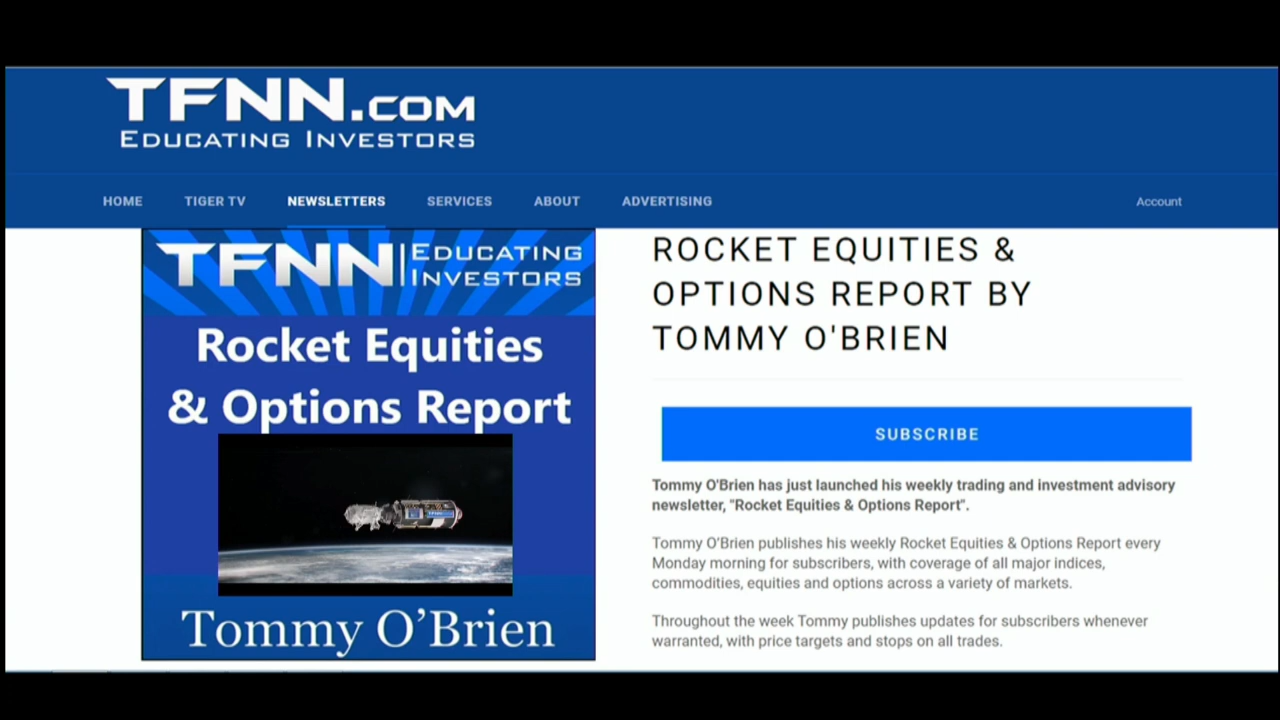 TFNN.COM
EDUCATING INVESTORS
HOME TIGER TV NEWSLETTERS SERVICES ABOUT ADVERTISING Account
TFNN EDUCATING
INVESTORS
Rocket Equities
& Options Report
TFNN
Tommy O’Brien
ROCKET EQUITIES &
OPTIONS REPORT BY
TOMMY O'BRIEN
SUBSCRIBE
Tommy O'Brien has just launched his weekly trading and investment advisory
newsletter, "Rocket Equities & Options Report".
Tommy O’Brien publishes his weekly Rocket Equities & Options Report every
Monday morning for subscribers, with coverage of all major indices,
commodities, equities and options across a variety of markets.
Throughout the week Tommy publishes updates for subscribers whenever
warranted, with price targets and stops on all trades.